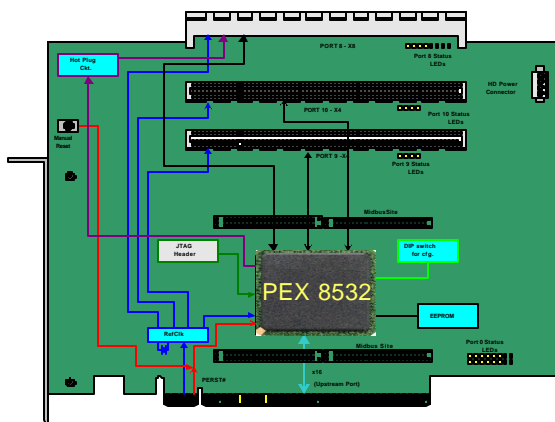 PORT 8 - X8
Port 8 Status
LEDs
Hot Plug
Ckt.
HD Power
Connector
PORT 10 - X4
Port 10 Status
LEDs
Manual
Reset
PORT 9 - X4
Port 9 Status
LEDs
Midbus Site
JTAG
Header
DIP switch
for cfg.
PEX 8532
EEPROM
RefClk
Midbus Site
Port 0 Status
LEDs
PERST#
x16
(Upstream Port)